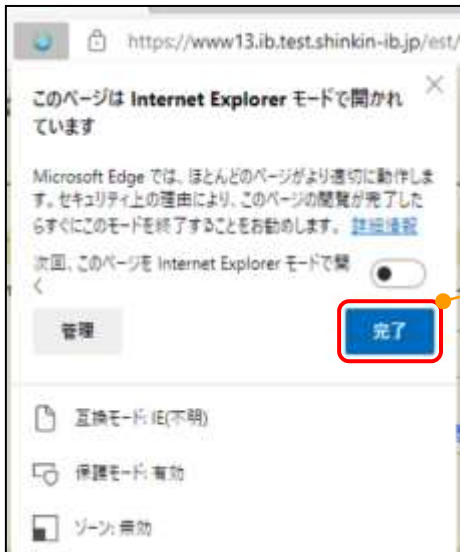 https://www13.ib.test.shinkin-ib.jp/est/
このページは Internet Explorer モードで開かれ
ています
Microsoft Edge では、ほとんどのページがより適切に動作しま
す。セキュリティ上の理由により、このページの閲覧が完了した
らすぐにこのモードを終了することをお勧めします。 詳細情報
次回、このページを Internet Explorer モードで開
く
管理
完了
互換モード: IE(不明)
保護モード: 有効
ゾーン: 無効